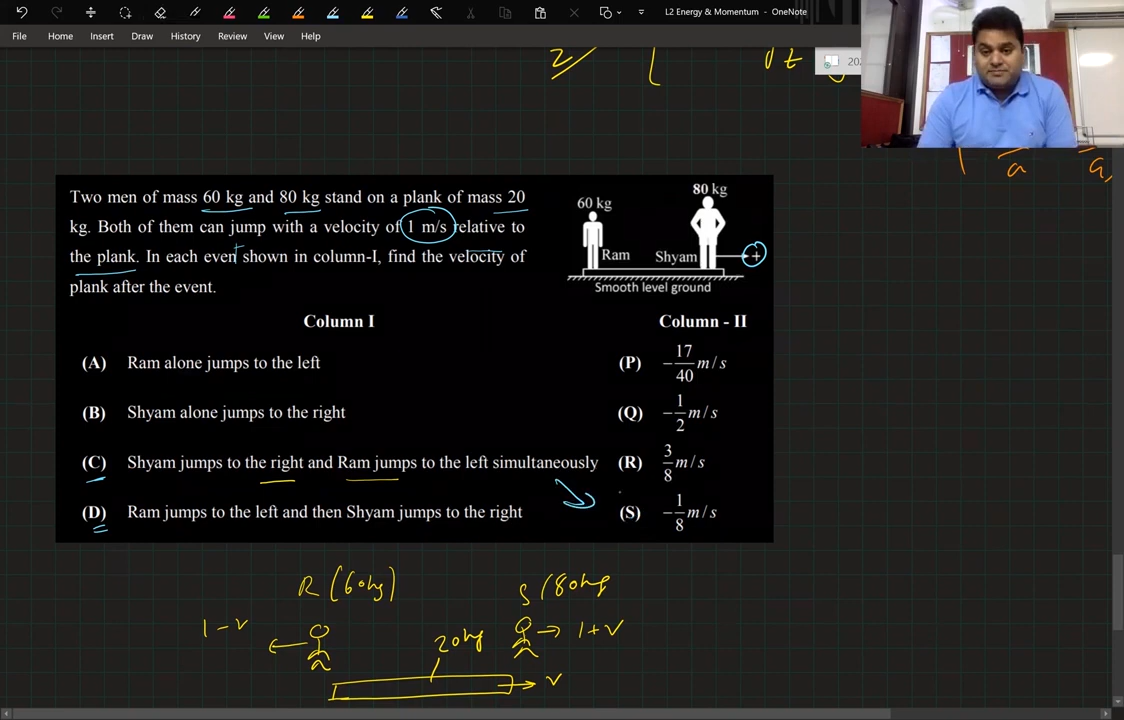 L2 Energy & Momentum - OneNote
File Home Insert Draw History Review View Help
2
a a,
Two men of mass 60 kg and 80 kg stand on a plank of mass 20
kg. Both of them can jump with a velocity of 1 m/s relative to
the plank. In each event shown in column-I, find the velocity of
plank after the event.
80 kg
60 kg
Ram Shyam +
Smooth level ground
Column I Column - II
(A) Ram alone jumps to the left (P) -17/40 m/s
(B) Shyam alone jumps to the right (Q) -1/2 m/s
(C) Shyam jumps to the right and Ram jumps to the left simultaneously (R) 3/8 m/s
(D) Ram jumps to the left and then Shyam jumps to the right (S) -1/8 m/s
R (60kg) S (80kg
1-v 20kg 1+v
v